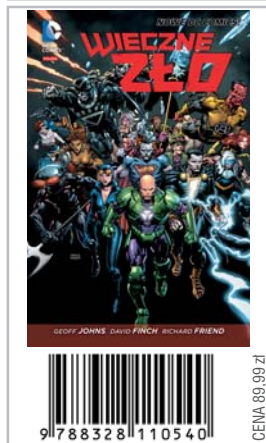 NOWE DC COMICS!
WIECZNE
ZŁO
GEOFF JOHNS DAVID FINCH RICHARD FRIEND
9 788328 110540
CENA 89.99 zł